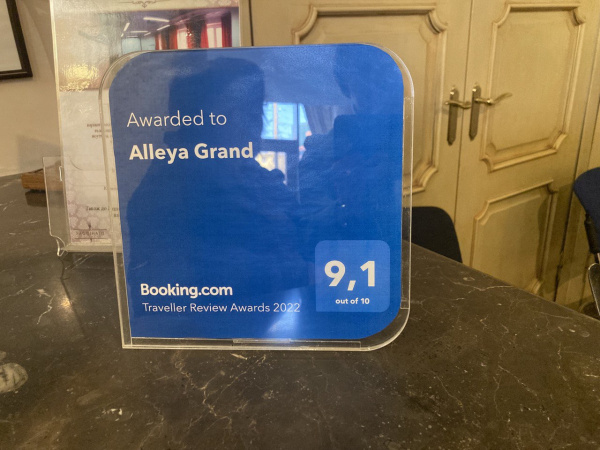 Awarded to
Alleya Grand
9,1
out of 10
Booking.com
Traveller Review Awards 2022